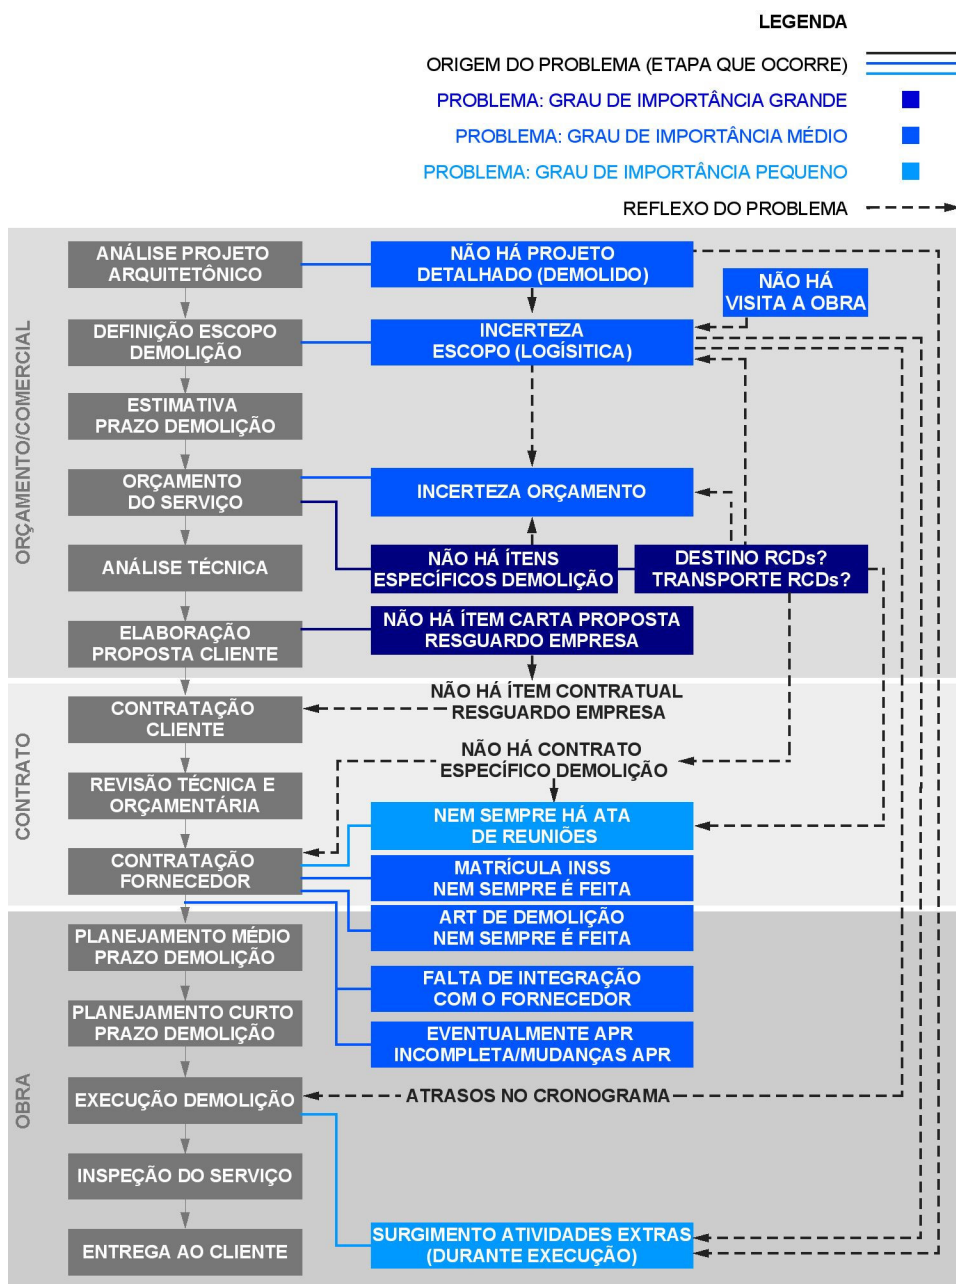 LEGENDA
ORIGEM DO PROBLEMA (ETAPA QUE OCORRE)
PROBLEMA: GRAU DE IMPORTÂNCIA GRANDE
PROBLEMA: GRAU DE IMPORTÂNCIA MÉDIO
PROBLEMA: GRAU DE IMPORTÂNCIA PEQUENO
REFLEXO DO PROBLEMA
ORÇAMENTO/COMERCIAL
ANÁLISE PROJETO
ARQUITETÔNICO
NÃO HÁ PROJETO
DETALHADO (DEMOLIDO)
NÃO HÁ
VISITA A OBRA
DEFINIÇÃO ESCOPO
DEMOLIÇÃO
INCERTEZA
ESCOPO (LOGÍSITICA)
ESTIMATIVA
PRAZO DEMOLIÇÃO
ORÇAMENTO
DO SERVIÇO
INCERTEZA ORÇAMENTO
ANÁLISE TÉCNICA
NÃO HÁ ÍTENS
ESPECÍFICOS DEMOLIÇÃO
DESTINO RCDs?
TRANSPORTE RCDs?
ELABORAÇÃO
PROPOSTA CLIENTE
NÃO HÁ ÍTEM CARTA PROPOSTA
RESGUARDO EMPRESA
CONTRATO
CONTRATAÇÃO
CLIENTE
NÃO HÁ ÍTEM CONTRATUAL
RESGUARDO EMPRESA
REVISÃO TÉCNICA E
ORÇAMENTÁRIA
NÃO HÁ CONTRATO
ESPECÍFICO DEMOLIÇÃO
NEM SEMPRE HÁ ATA
DE REUNIÕES
CONTRATAÇÃO
FORNECEDOR
MATRÍCULA INSS
NEM SEMPRE É FEITA
ART DE DEMOLIÇÃO
NEM SEMPRE É FEITA
OBRA
PLANEJAMENTO MÉDIO
PRAZO DEMOLIÇÃO
FALTA DE INTEGRAÇÃO
COM O FORNECEDOR
PLANEJAMENTO CURTO
PRAZO DEMOLIÇÃO
EVENTUALMENTE APR
INCOMPLETA/MUDANÇAS APR
EXECUÇÃO DEMOLIÇÃO
ATRASOS NO CRONOGRAMA
INSPEÇÃO DO SERVIÇO
ENTREGA AO CLIENTE
SURGIMENTO ATIVIDADES EXTRAS
(DURANTE EXECUÇÃO)